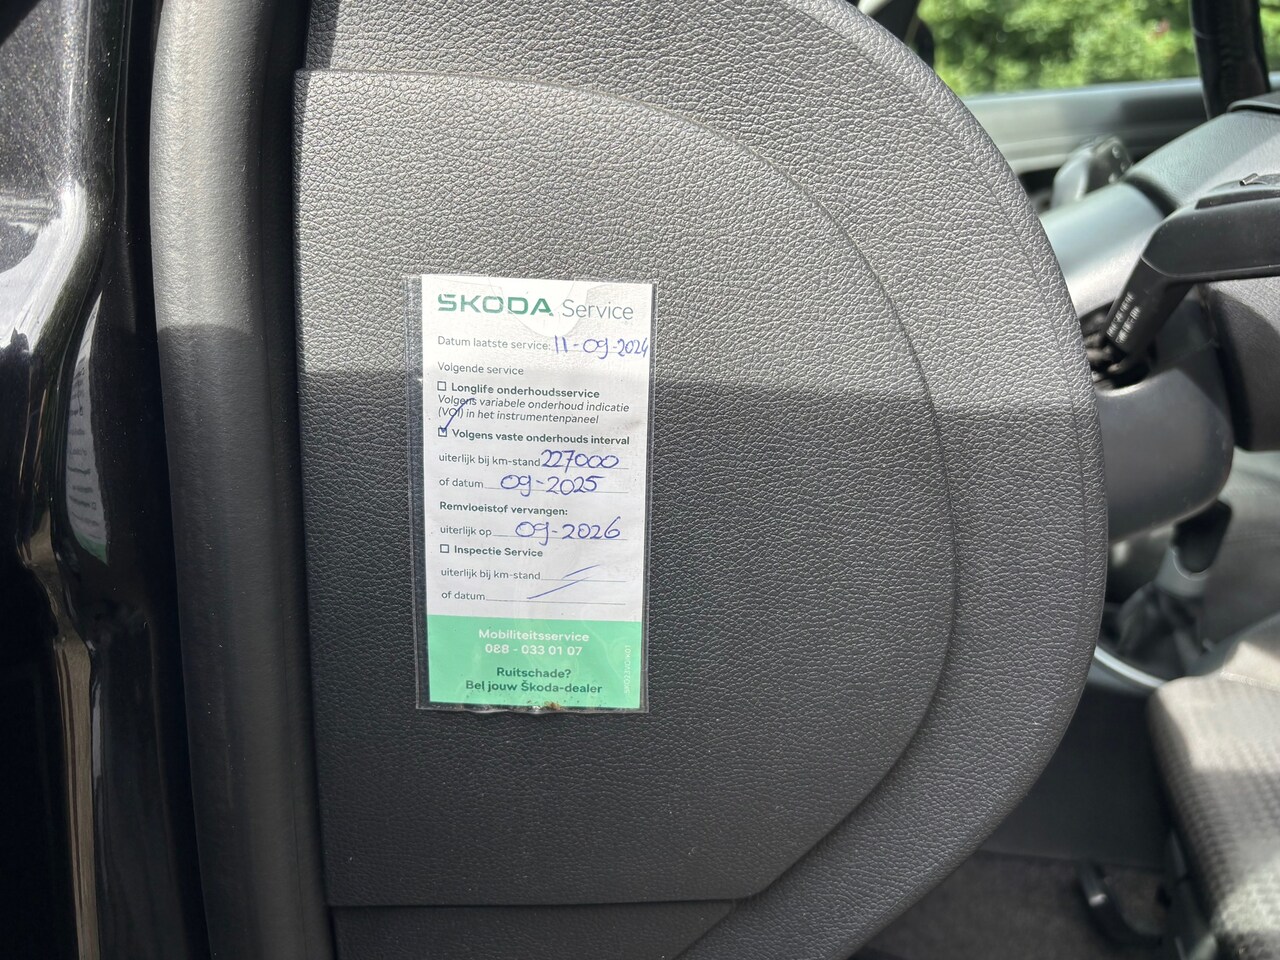 SKODA Service
Datum laatste service: 11-09-2024
Volgende service
Longlife onderhoudsservice
Volgens variabele onderhoud indicatie
(VOI) in het instrumentenpaneel
Volgens vaste onderhouds interval
uiterlijk bij km-stand 227000
of datum 09-2025
Remvloeistof vervangen:
uiterlijk op 09-2026
Inspectie Service
uiterlijk bij km-stand
of datum
Mobiliteitsservice
088 - 033 01 07
Ruitschade?
Bel jouw Škoda-dealer